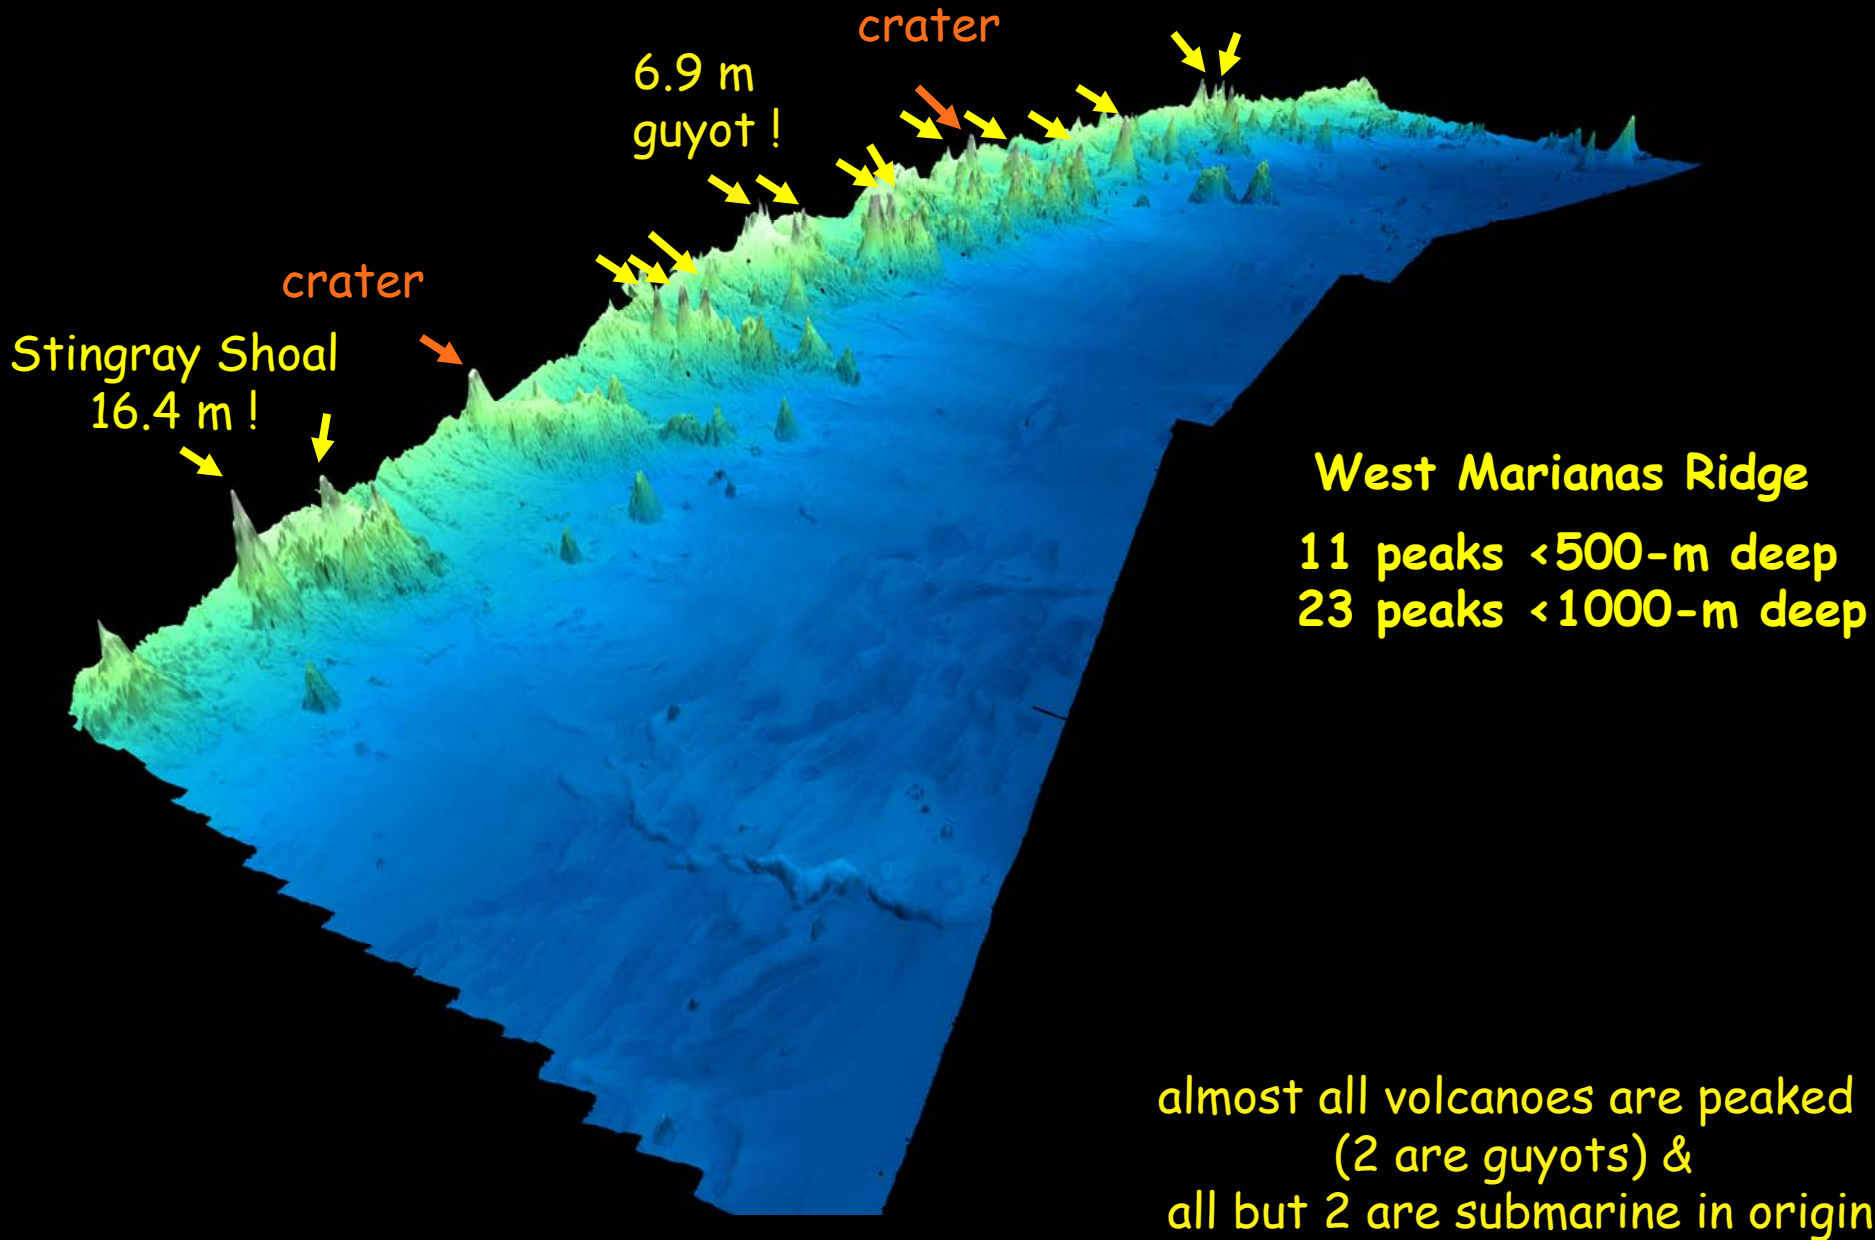 crater
6.9 m
guyot !
crater
Stingray Shoal
16.4 m !
West Marianas Ridge
11 peaks <500-m deep
23 peaks <1000-m deep
almost all volcanoes are peaked
(2 are guyots) &
all but 2 are submarine in origin